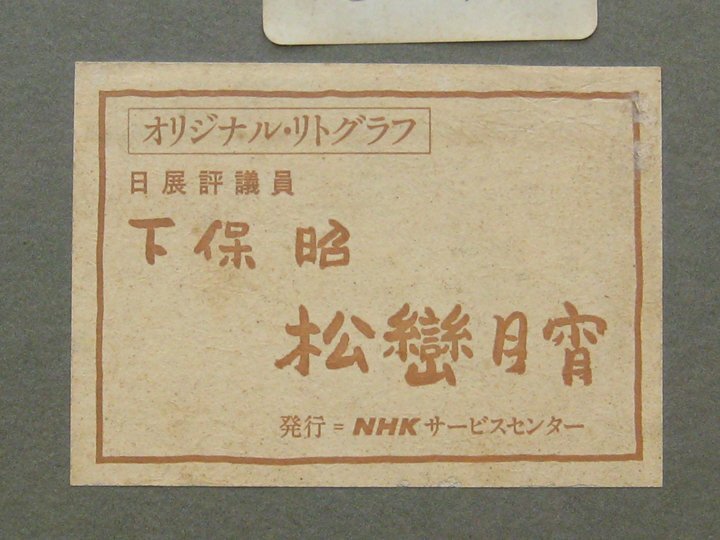 オリジナル・リトグラフ
日展評議員
下保 昭
松巒月宵
発行=NHKサービスセンター